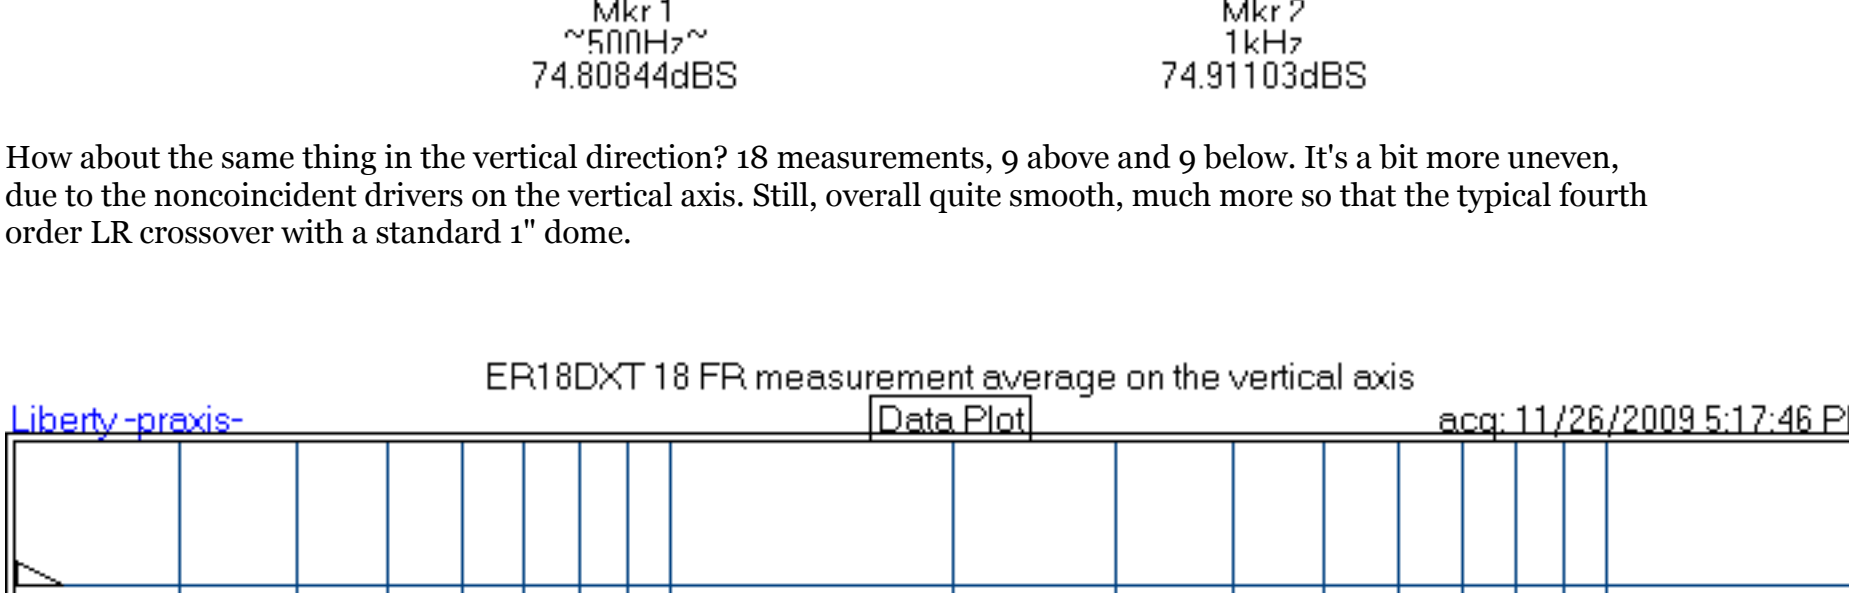 Mkr 1 Mkr 2
~500Hz~ 1kHz
74.80844dBS 74.91103dBS
How about the same thing in the vertical direction? 18 measurements, 9 above and 9 below. It's a bit more uneven,
due to the noncoincident drivers on the vertical axis. Still, overall quite smooth, much more so that the typical fourth
order LR crossover with a standard 1" dome.
ER18DXT 18 FR measurement average on the vertical axis
Liberty -praxis- Data Plot acq: 11/26/2009 5:17:46 P